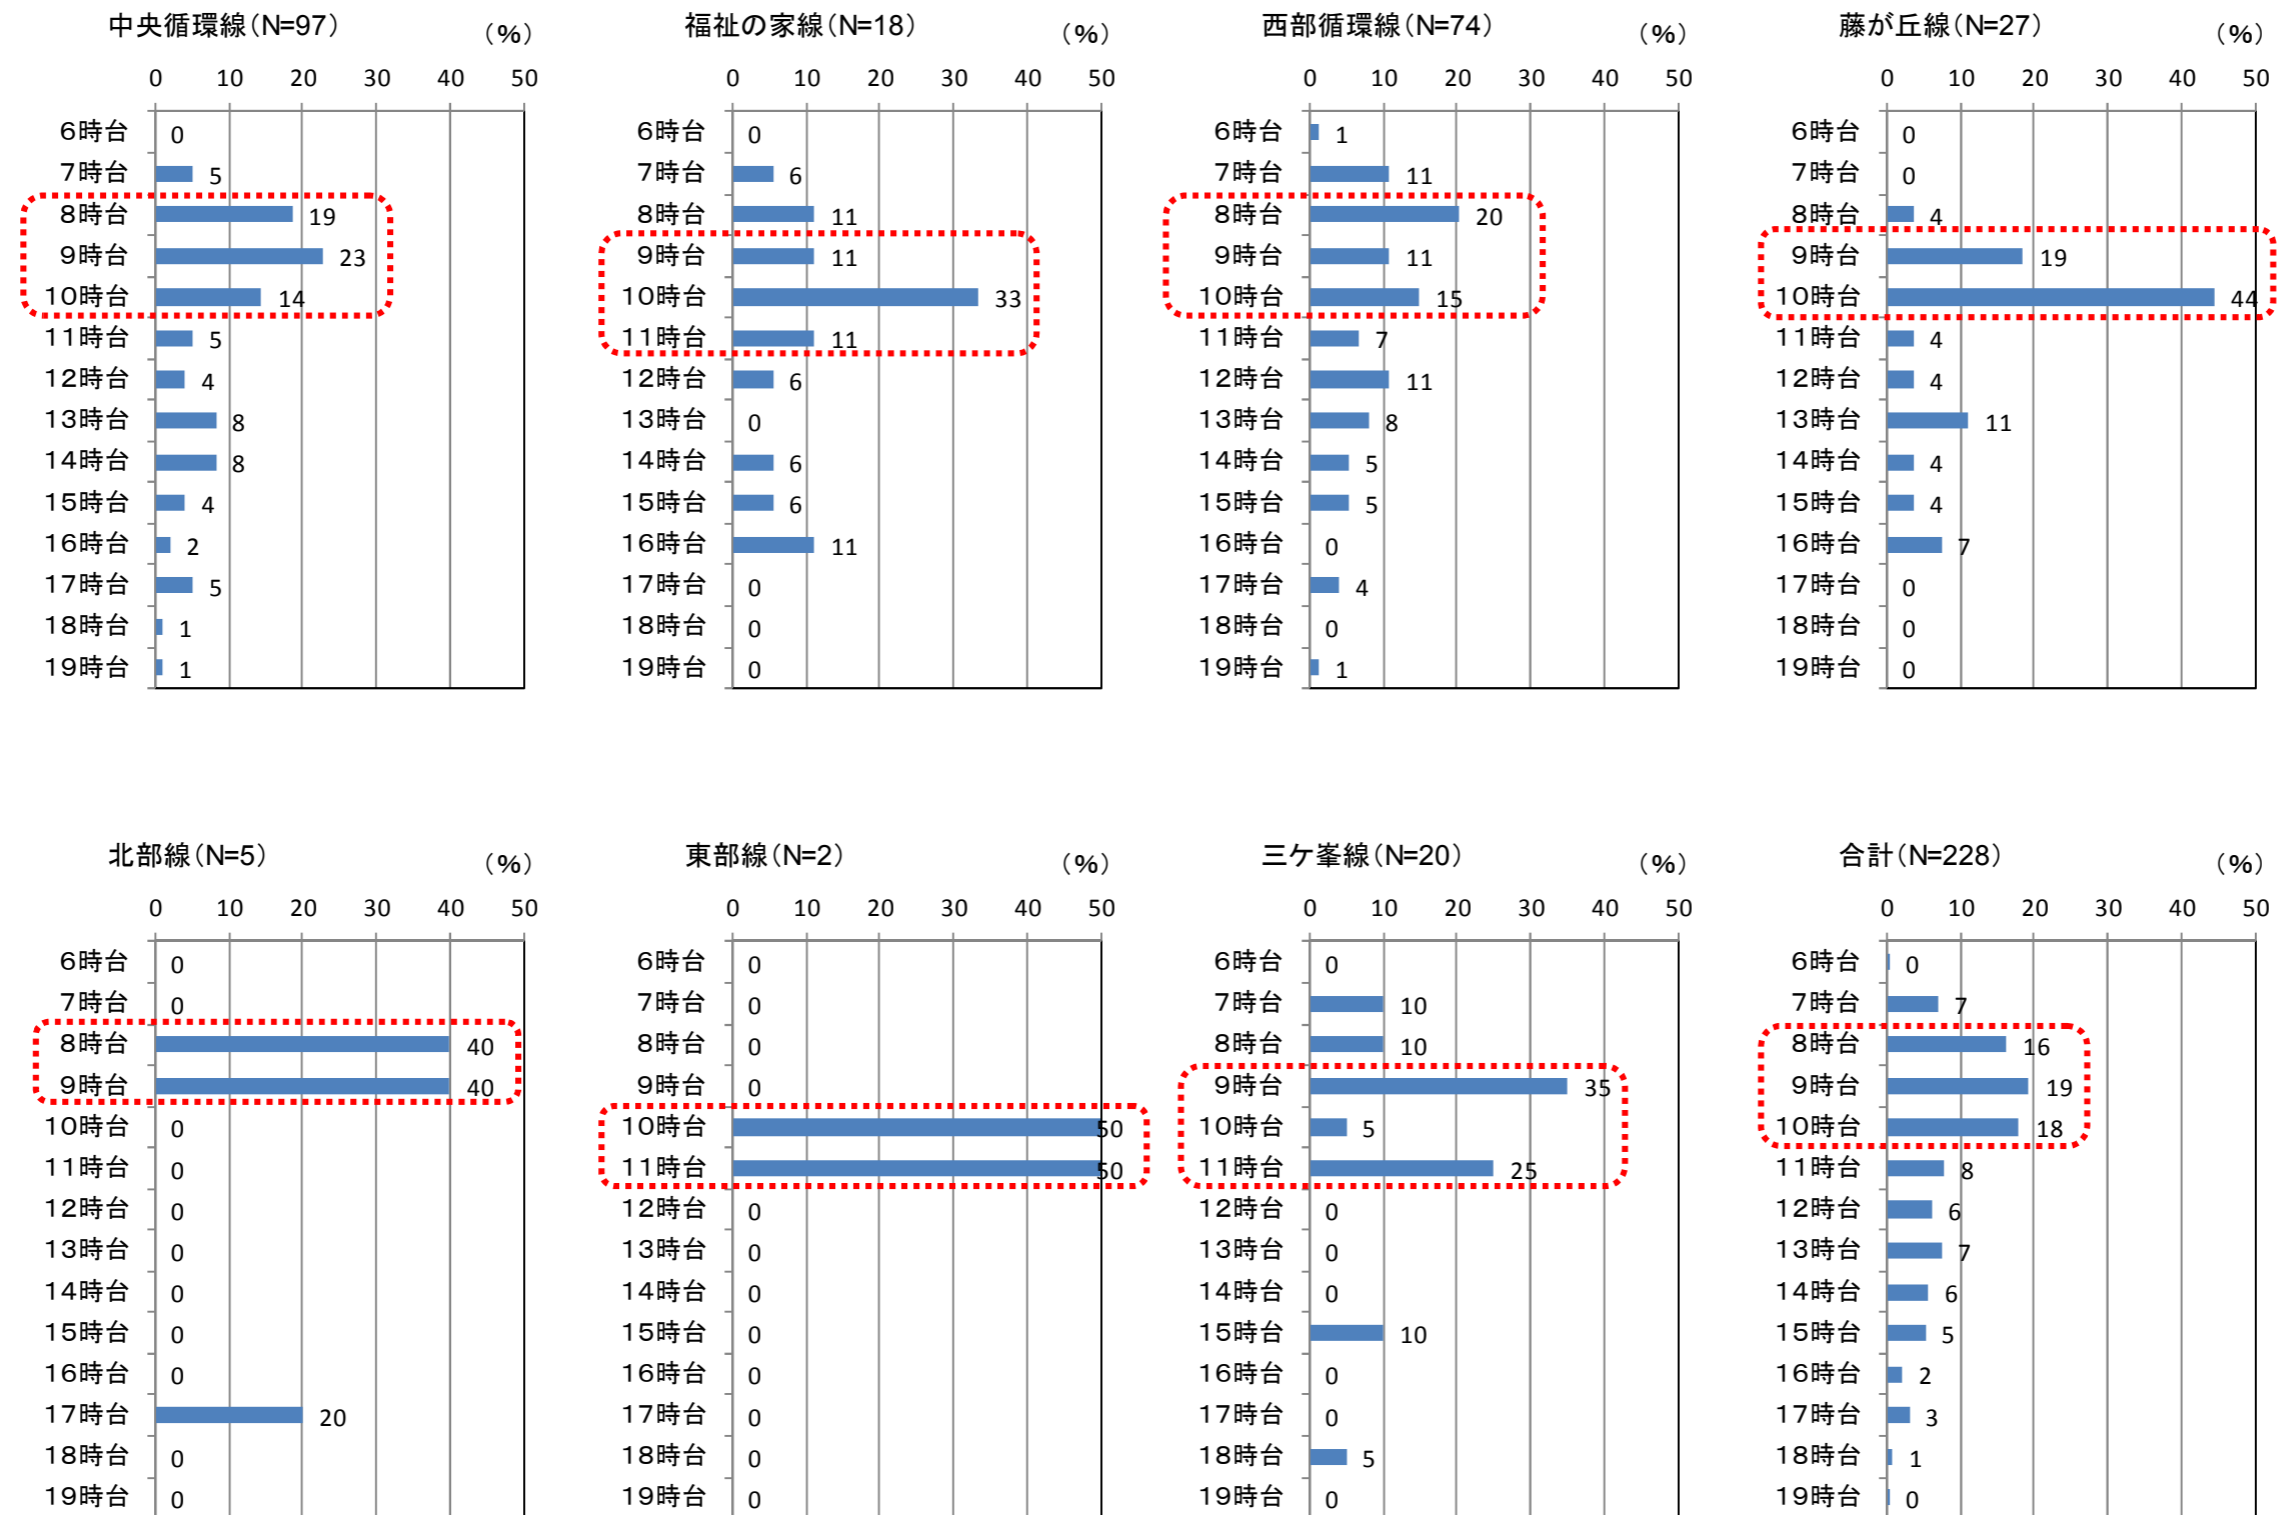 中央循環線（N=97）
（%）
0 10 20 30 40 50
6時台 0
7時台 5
8時台 19
9時台 23
10時台 14
11時台 5
12時台 4
13時台 8
14時台 8
15時台 4
16時台 2
17時台 5
18時台 1
19時台 1
福祉の家線（N=18）
（%）
0 10 20 30 40 50
6時台 0
7時台 6
8時台 11
9時台 11
10時台 33
11時台 11
12時台 6
13時台 0
14時台 6
15時台 6
16時台 11
17時台 0
18時台 0
19時台 0
西部循環線（N=74）
（%）
0 10 20 30 40 50
6時台 1
7時台 11
8時台 20
9時台 11
10時台 15
11時台 7
12時台 11
13時台 8
14時台 5
15時台 5
16時台 0
17時台 4
18時台 0
19時台 1
藤が丘線（N=27）
（%）
0 10 20 30 40 50
6時台 0
7時台 0
8時台 4
9時台 19
10時台 44
11時台 4
12時台 4
13時台 11
14時台 4
15時台 4
16時台 7
17時台 0
18時台 0
19時台 0
北部線（N=5）
（%）
0 10 20 30 40 50
6時台 0
7時台 0
8時台 40
9時台 40
10時台 0
11時台 0
12時台 0
13時台 0
14時台 0
15時台 0
16時台 0
17時台 20
18時台 0
19時台 0
東部線（N=2）
（%）
0 10 20 30 40 50
6時台 0
7時台 0
8時台 0
9時台 0
10時台 50
11時台 50
12時台 0
13時台 0
14時台 0
15時台 0
16時台 0
17時台 0
18時台 0
19時台 0
三ケ峯線（N=20）
（%）
0 10 20 30 40 50
6時台 0
7時台 10
8時台 10
9時台 35
10時台 5
11時台 25
12時台 0
13時台 0
14時台 0
15時台 10
16時台 0
17時台 0
18時台 5
19時台 0
合計（N=228）
（%）
0 10 20 30 40 50
6時台 0
7時台 7
8時台 16
9時台 19
10時台 18
11時台 8
12時台 6
13時台 7
14時台 6
15時台 5
16時台 2
17時台 3
18時台 1
19時台 0